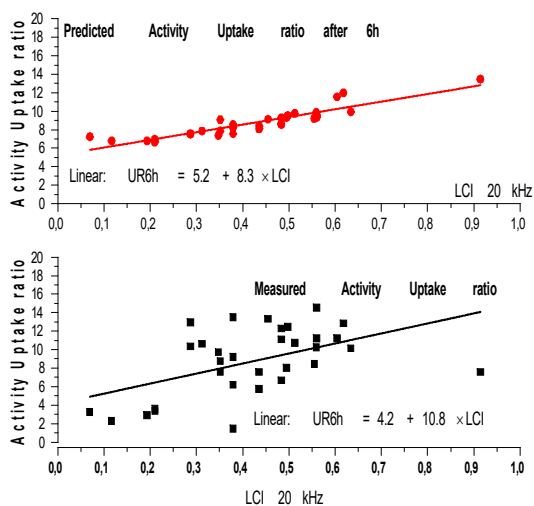 Predicted Activity Uptake ratio after 6h
Activity Uptake ratio
20
18
16
14
12
10
8
6
4
2
0
Linear: UR6h = 5.2 + 8.3 × LCI
LCI 20 kHz
0,0 0,1 0,2 0,3 0,4 0,5 0,6 0,7 0,8 0,9 1,0
Measured Activity Uptake ratio
Activity Uptake ratio
20
18
16
14
12
10
8
6
4
2
0
Linear: UR6h = 4.2 + 10.8 × LCI
0,0 0,1 0,2 0,3 0,4 0,5 0,6 0,7 0,8 0,9 1,0
LCI 20 kHz